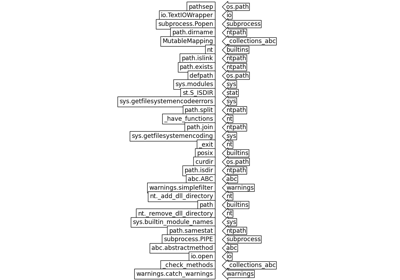 pathsep os.path
io.TextIOWrapper io
subprocess.Popen subprocess
path.dirname ntpath
MutableMapping _collections_abc
nt builtins
path.islink ntpath
path.exists ntpath
defpath os.path
sys.modules sys
st.S_ISDIR stat
sys.getfilesystemencodeerrors sys
path.split ntpath
_have_functions nt
path.join ntpath
sys.getfilesystemencoding sys
_exit nt
posix builtins
curdir os.path
path.isdir ntpath
abc.ABC abc
warnings.simplefilter warnings
nt._add_dll_directory nt
path builtins
nt._remove_dll_directory nt
sys.builtin_module_names sys
path.samestat ntpath
subprocess.PIPE subprocess
abc.abstractmethod abc
io.open io
_check_methods _collections_abc
warnings.catch_warnings warnings